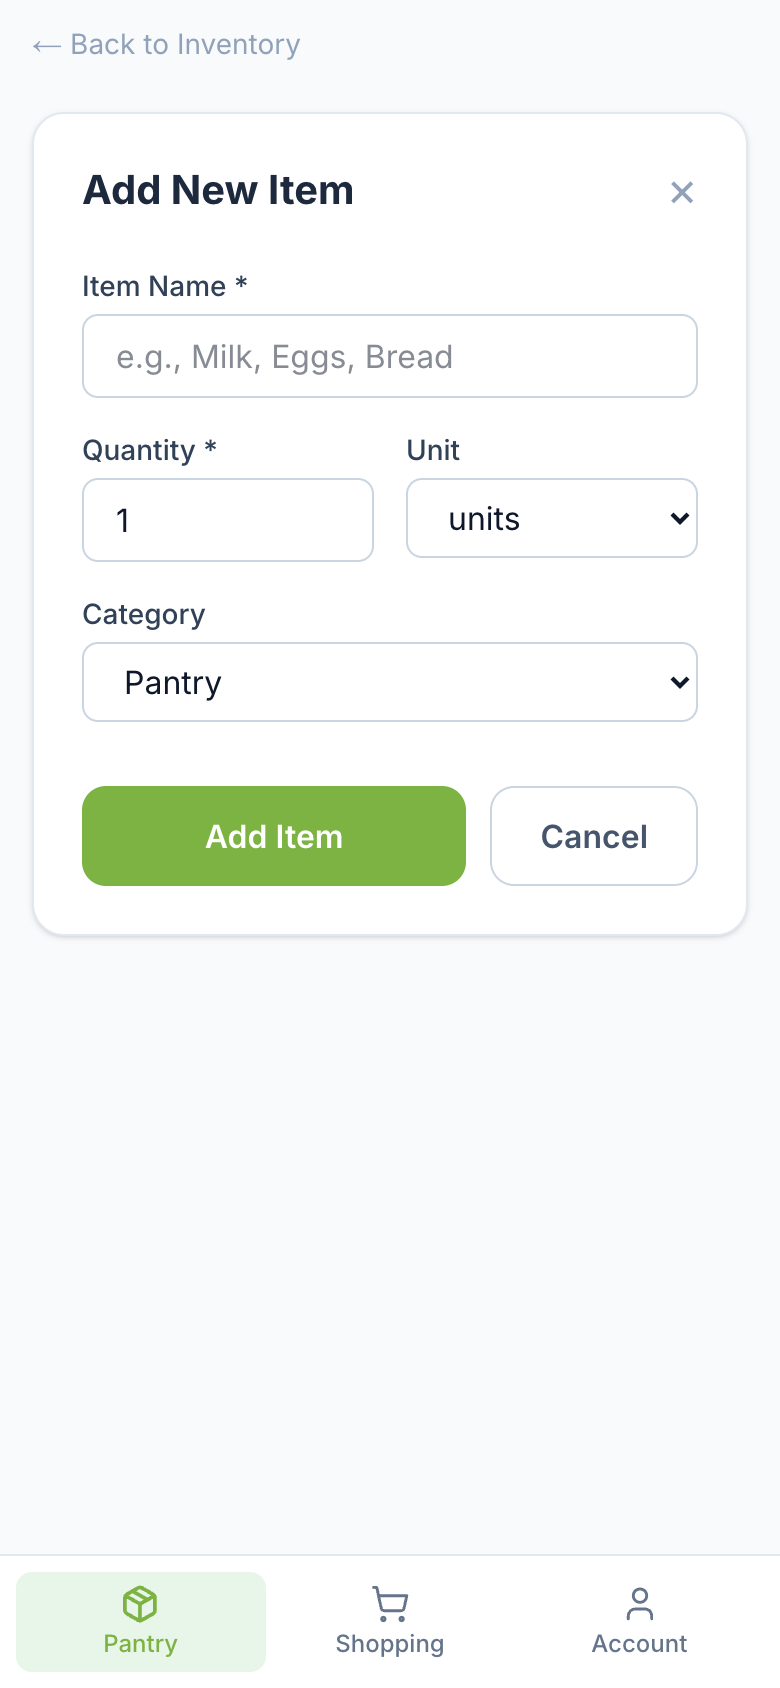 ← Back to Inventory
Add New Item
×
Item Name *
e.g., Milk, Eggs, Bread
Quantity * Unit
1 units
Category
Pantry
Add Item Cancel
Pantry Shopping Account